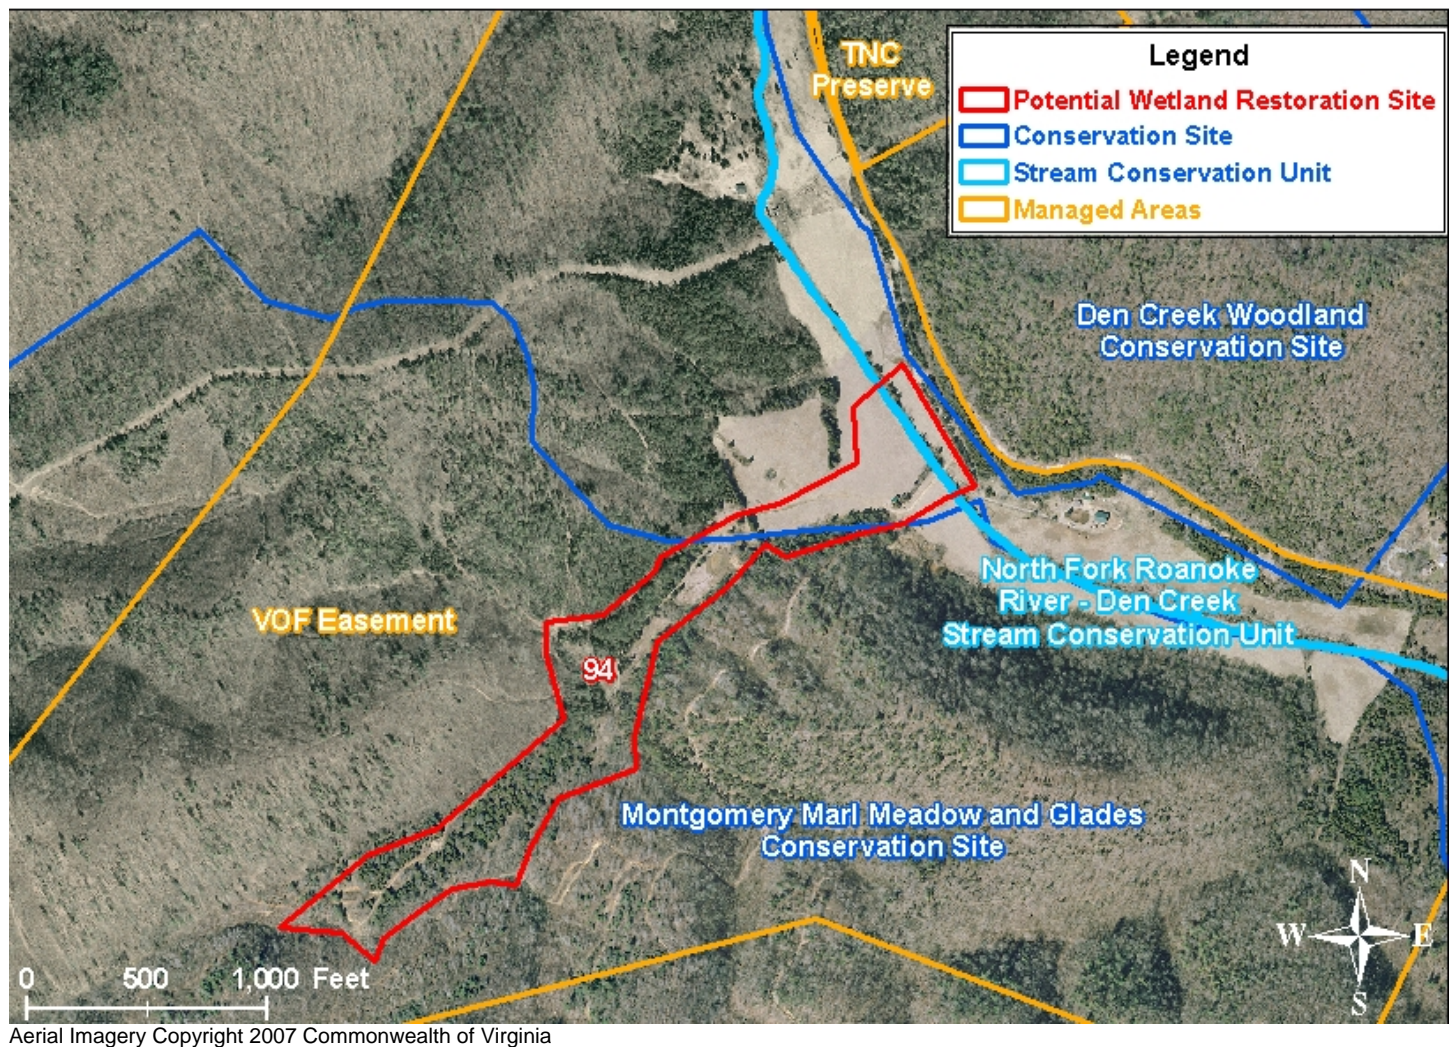 TNC
Preserve
Legend
Potential Wetland Restoration Site
Conservation Site
Stream Conservation Unit
Managed Areas
Den Creek Woodland
Conservation Site
North Fork Roanoke
River - Den Creek
Stream Conservation Unit
VOF Easement
94
Montgomery Marl Meadow and Glades
Conservation Site
N
W E
S
0 500 1,000 Feet
Aerial Imagery Copyright 2007 Commonwealth of Virginia